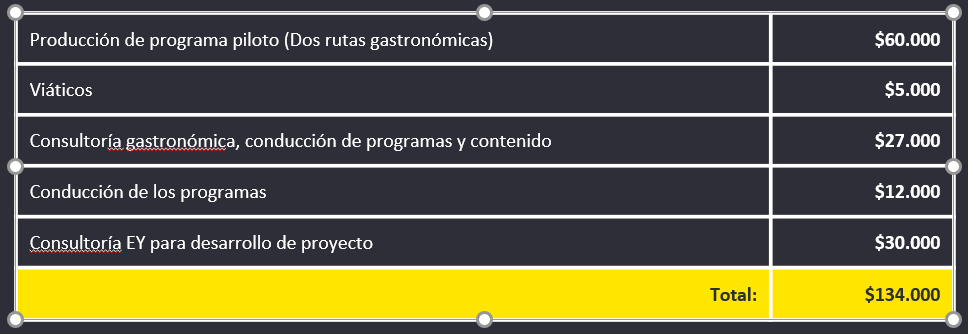 Producción de programa piloto (Dos rutas gastronómicas) $60.000
Viáticos $5.000
Consultoría gastronómica, conducción de programas y contenido $27.000
Conducción de los programas $12.000
Consultoría EY para desarrollo de proyecto $30.000
Total: $134.000